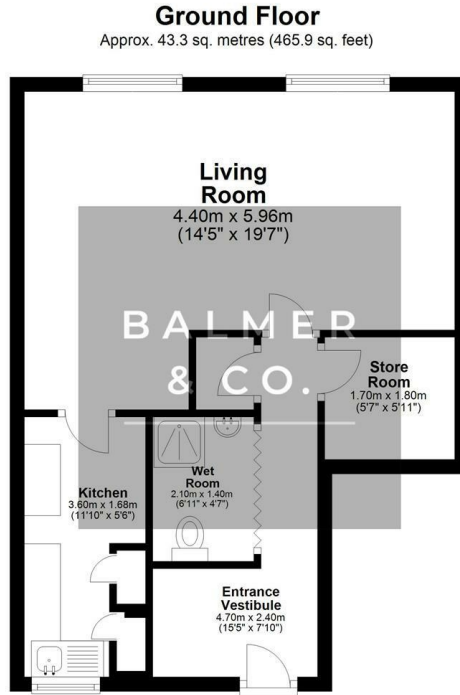 Ground Floor
Approx. 43.3 sq. metres (465.9 sq. feet)
Living
Room
4.40m x 5.96m
(14'5" x 19'7")
BALMER
& CO.
Store
Room
1.70m x 1.80m
(5'7" x 5'11")
Kitchen
3.60m x 1.68m
(11'10" x 5'6")
Wet
Room
2.10m x 1.40m
(6'11" x 4'7")
Entrance
Vestibule
4.70m x 2.40m
(15'5" x 7'10")